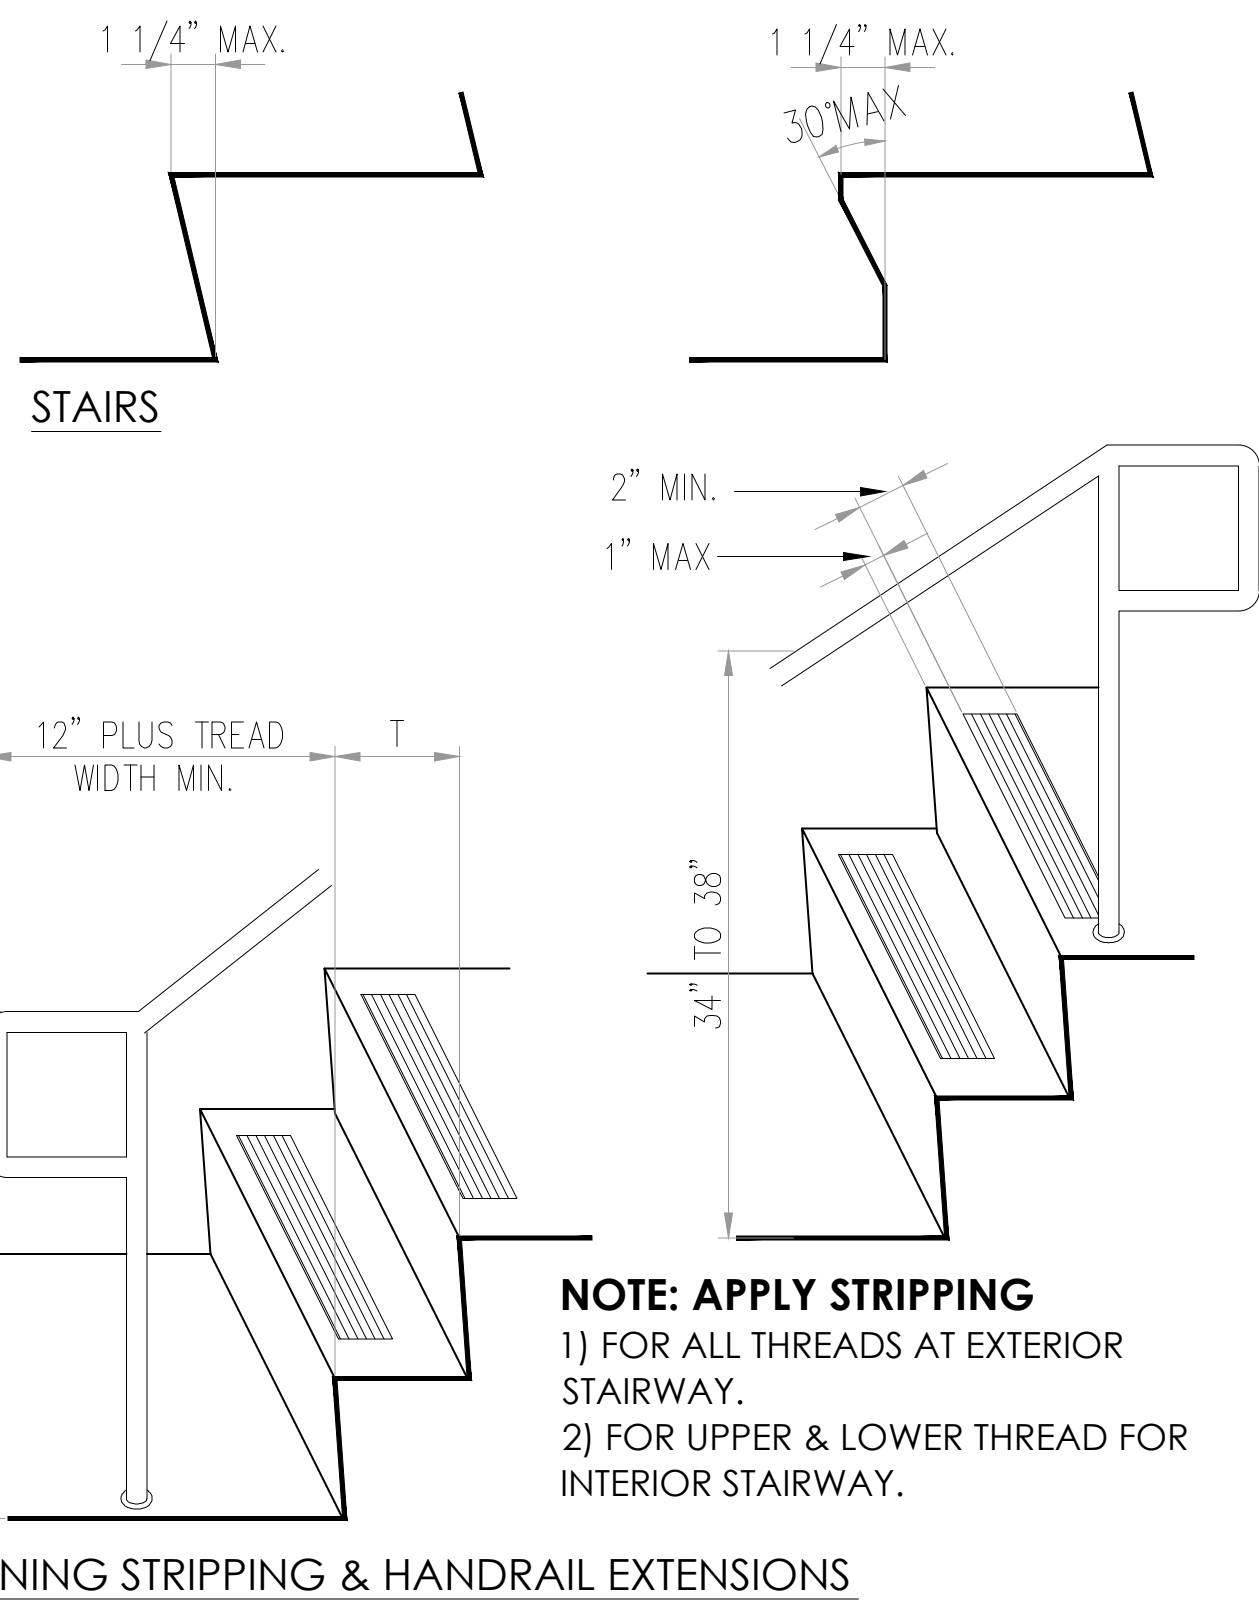 1 1/4” MAX.
1 1/4” MAX.
30°MAX
STAIRS
2” MIN.
1” MAX
12” PLUS TREAD
WIDTH MIN.
T
34” TO 38”
NOTE: APPLY STRIPPING
1) FOR ALL THREADS AT EXTERIOR
STAIRWAY.
2) FOR UPPER & LOWER THREAD FOR
INTERIOR STAIRWAY.
NING STRIPPING & HANDRAIL EXTENSIONS